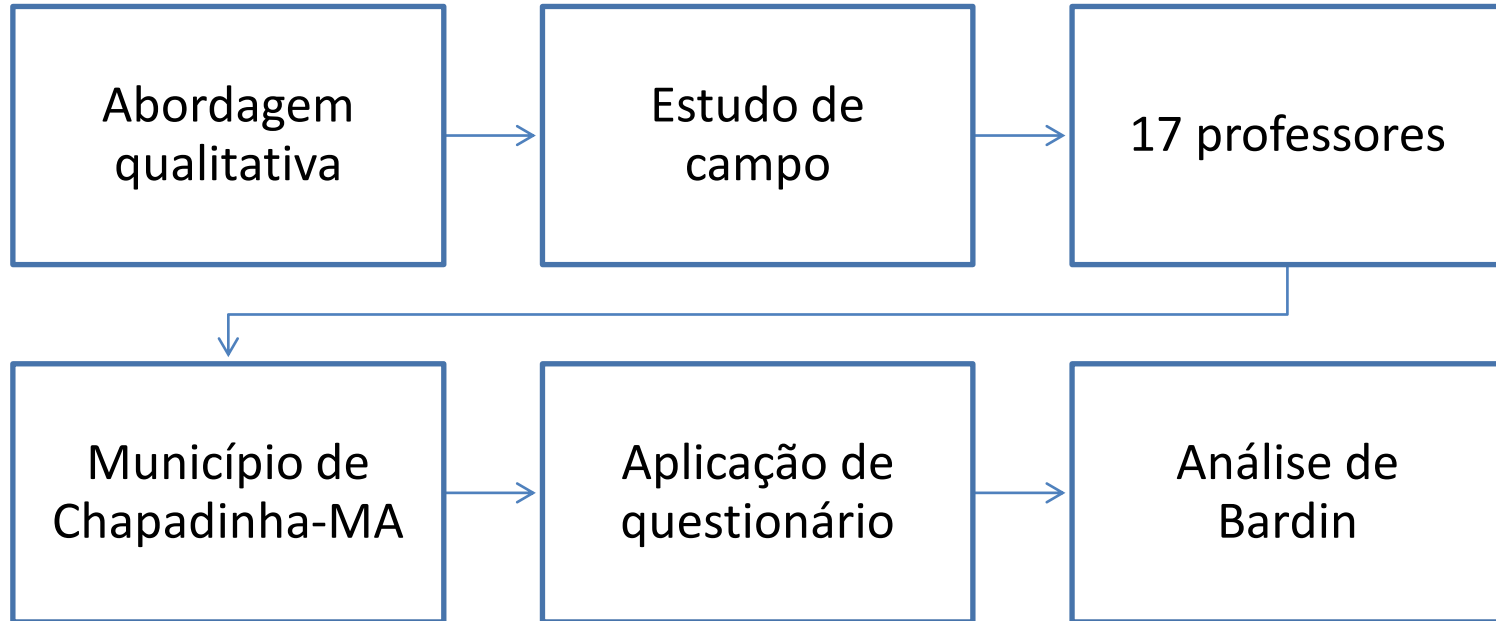 Abordagem
qualitativa
Estudo de
campo
17 professores
Município de
Chapadinha-MA
Aplicação de
questionário
Análise de
Bardin